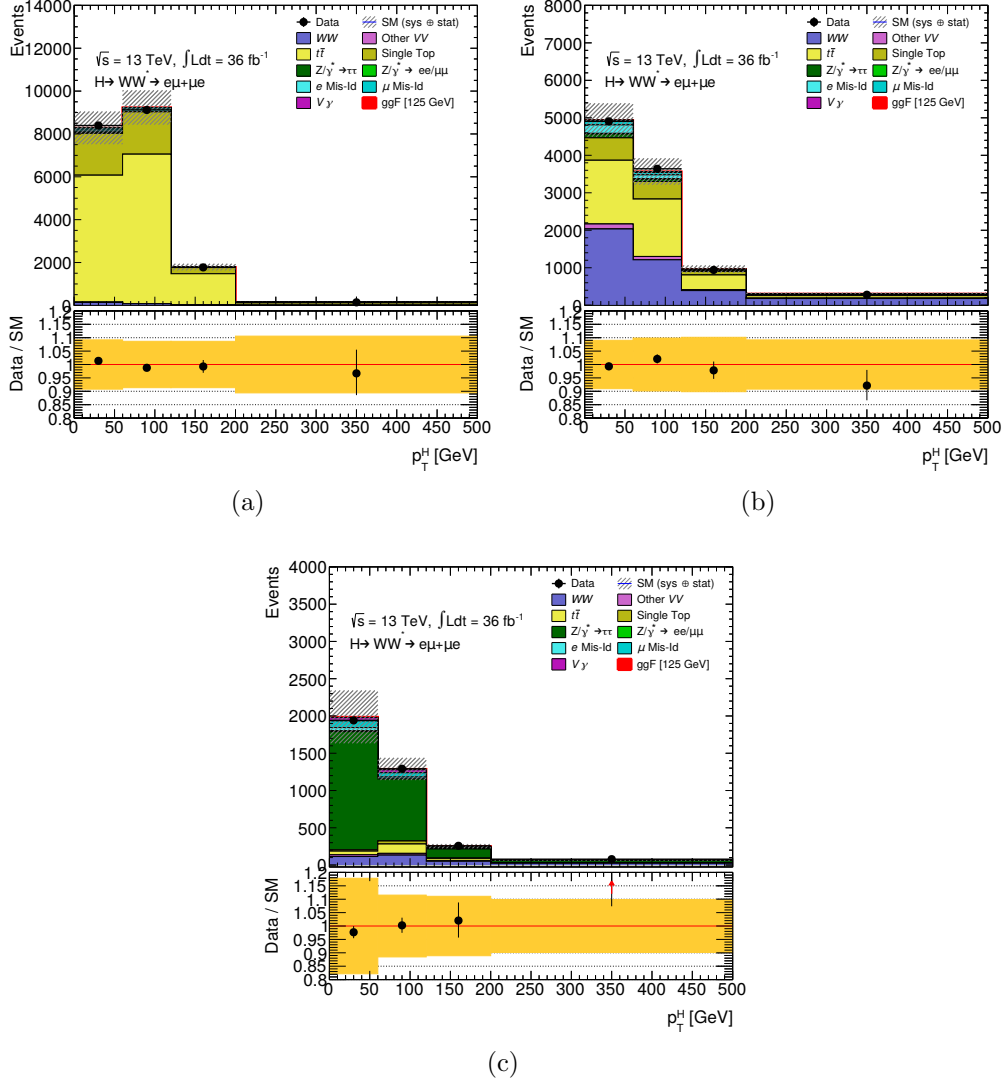 Events
14000
12000
10000
8000
6000
4000
2000
0
√s = 13 TeV, ∫Ldt = 36 fb⁻¹
H→ WW* → eμ+μe
Data
SM (sys ⊕ stat)
WW
Other VV
tt̄
Single Top
Z/γ* →ττ
Z/γ* → ee/μμ
e Mis-Id
μ Mis-Id
Vγ
ggF [125 GeV]
Data / SM
1.2
1.15
1.1
1.05
1
0.95
0.9
0.85
0.8
0 50 100 150 200 250 300 350 400 450 500
p_T^H [GeV]
(a)
Events
8000
7000
6000
5000
4000
3000
2000
1000
0
√s = 13 TeV, ∫Ldt = 36 fb⁻¹
H→ WW* → eμ+μe
Data
SM (sys ⊕ stat)
WW
Other VV
tt̄
Single Top
Z/γ* →ττ
Z/γ* → ee/μμ
e Mis-Id
μ Mis-Id
Vγ
ggF [125 GeV]
Data / SM
1.2
1.15
1.1
1.05
1
0.95
0.9
0.85
0.8
0 50 100 150 200 250 300 350 400 450 500
p_T^H [GeV]
(b)
Events
4000
3500
3000
2500
2000
1500
1000
500
0
√s = 13 TeV, ∫Ldt = 36 fb⁻¹
H→ WW* → eμ+μe
Data
SM (sys ⊕ stat)
WW
Other VV
tt̄
Single Top
Z/γ* →ττ
Z/γ* → ee/μμ
e Mis-Id
μ Mis-Id
Vγ
ggF [125 GeV]
Data / SM
1.2
1.15
1.1
1.05
1
0.95
0.9
0.85
0.8
0 50 100 150 200 250 300 350 400 450 500
p_T^H [GeV]
(c)